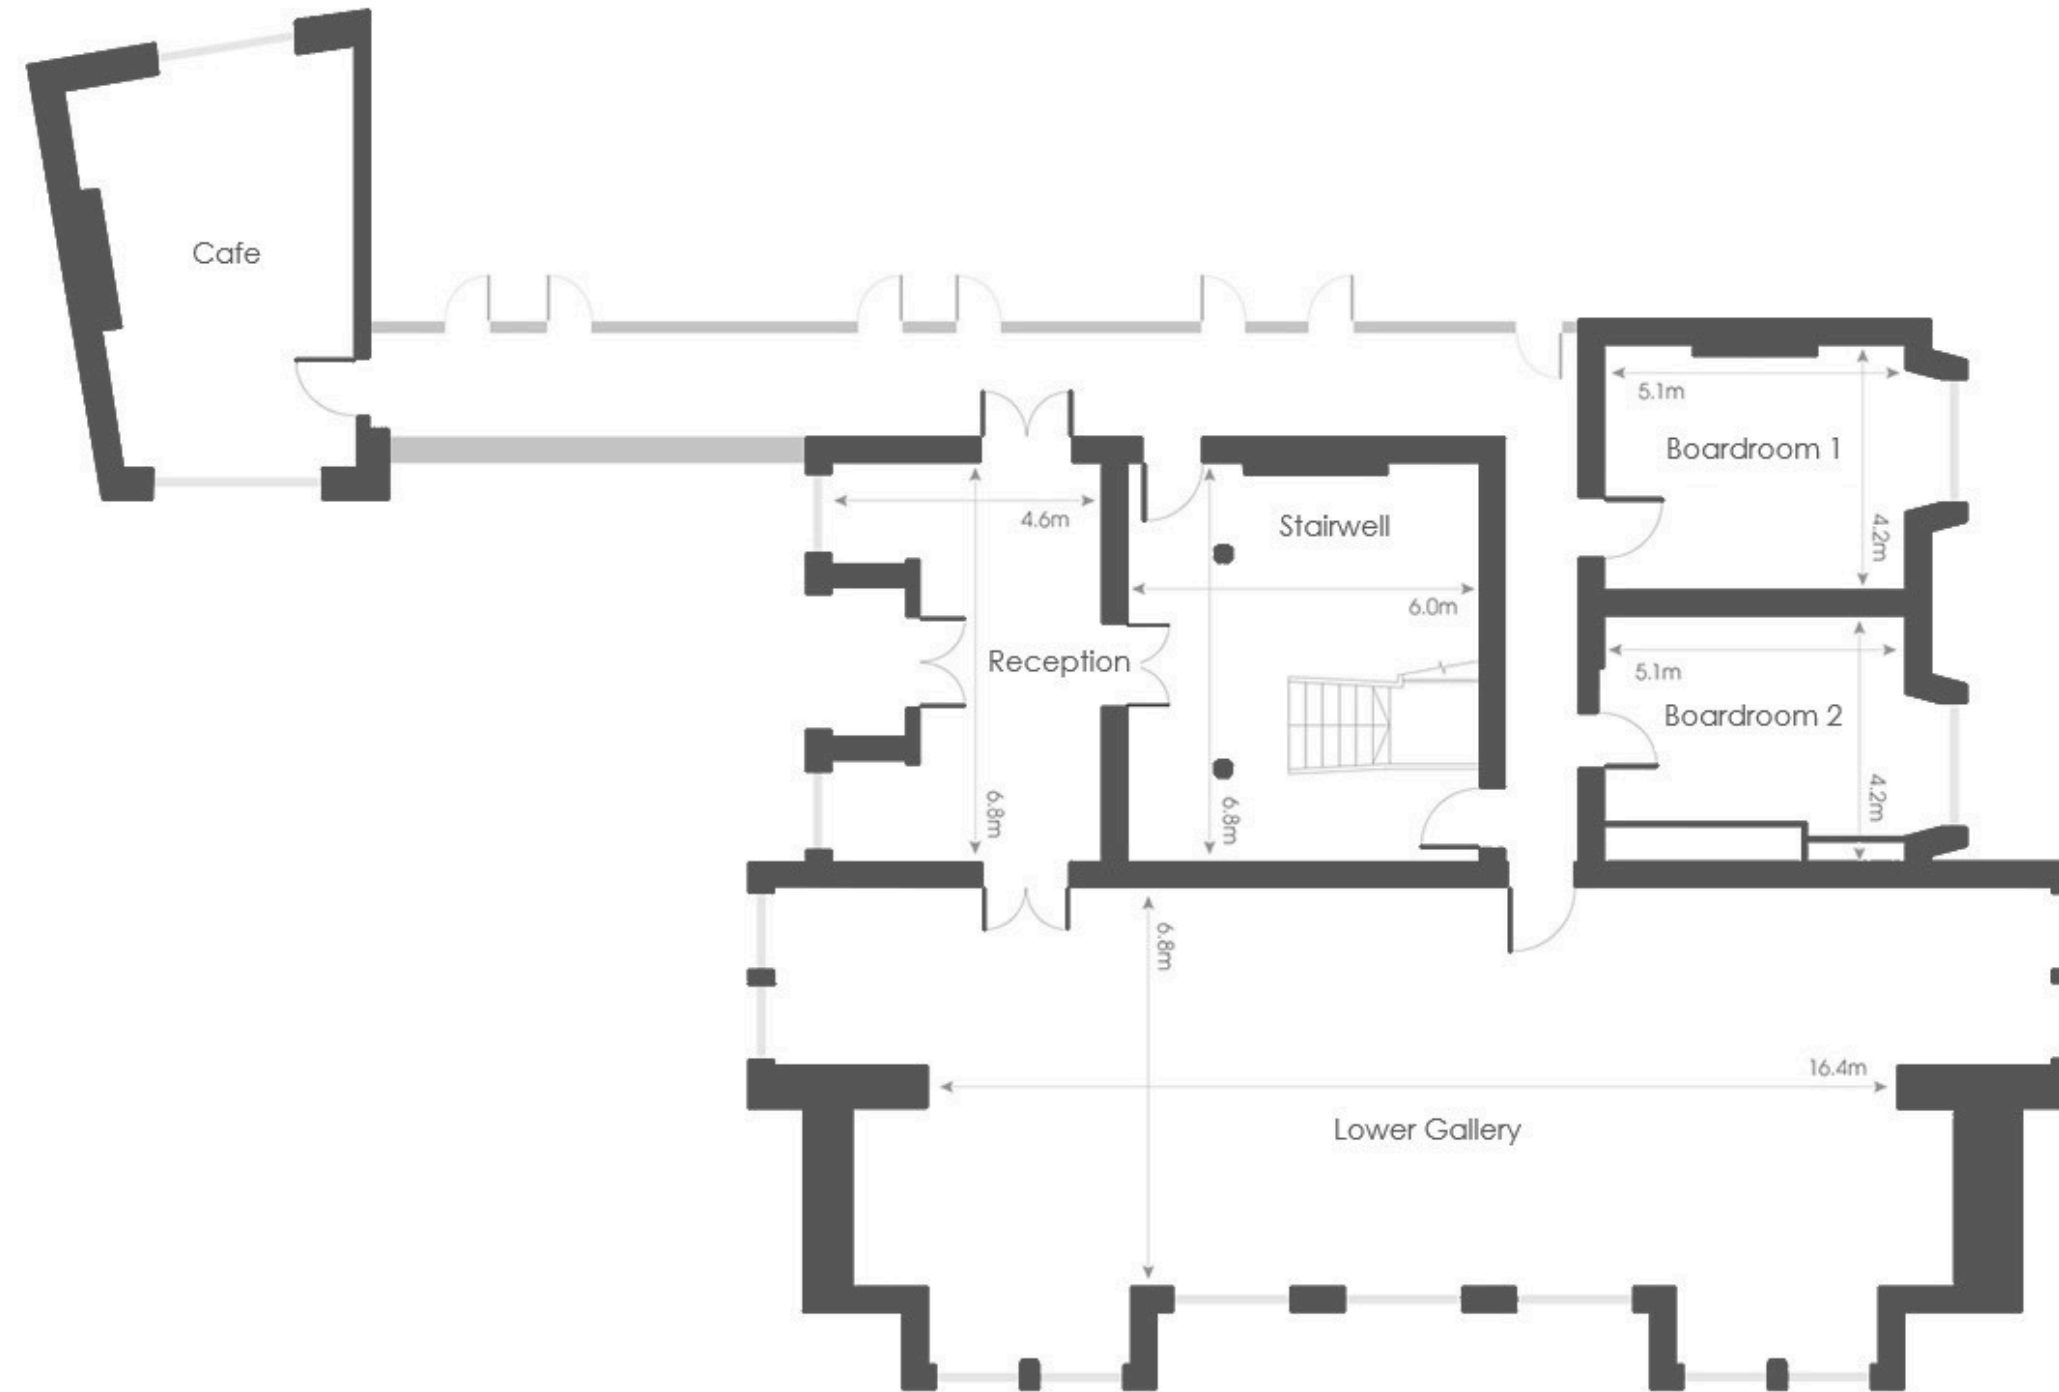 Cafe
5.1m
Boardroom 1
4.2m
4.6m
Stairwell
6.0m
Reception
5.1m
Boardroom 2
6.8m
6.8m
4.2m
6.8m
16.4m
Lower Gallery